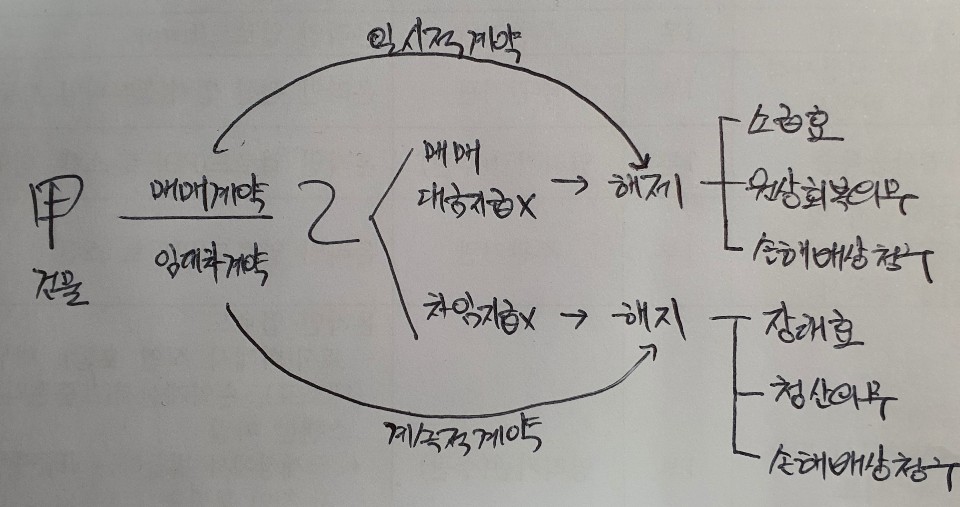 일시적계약
甲
건물
매매계약
임대차계약
乙
매매
대금지급X
→ 해제
소급효
원상회복의무
손해배상청구
차임지급X
→ 해지
장래효
청산의무
손해배상청구
계속적계약